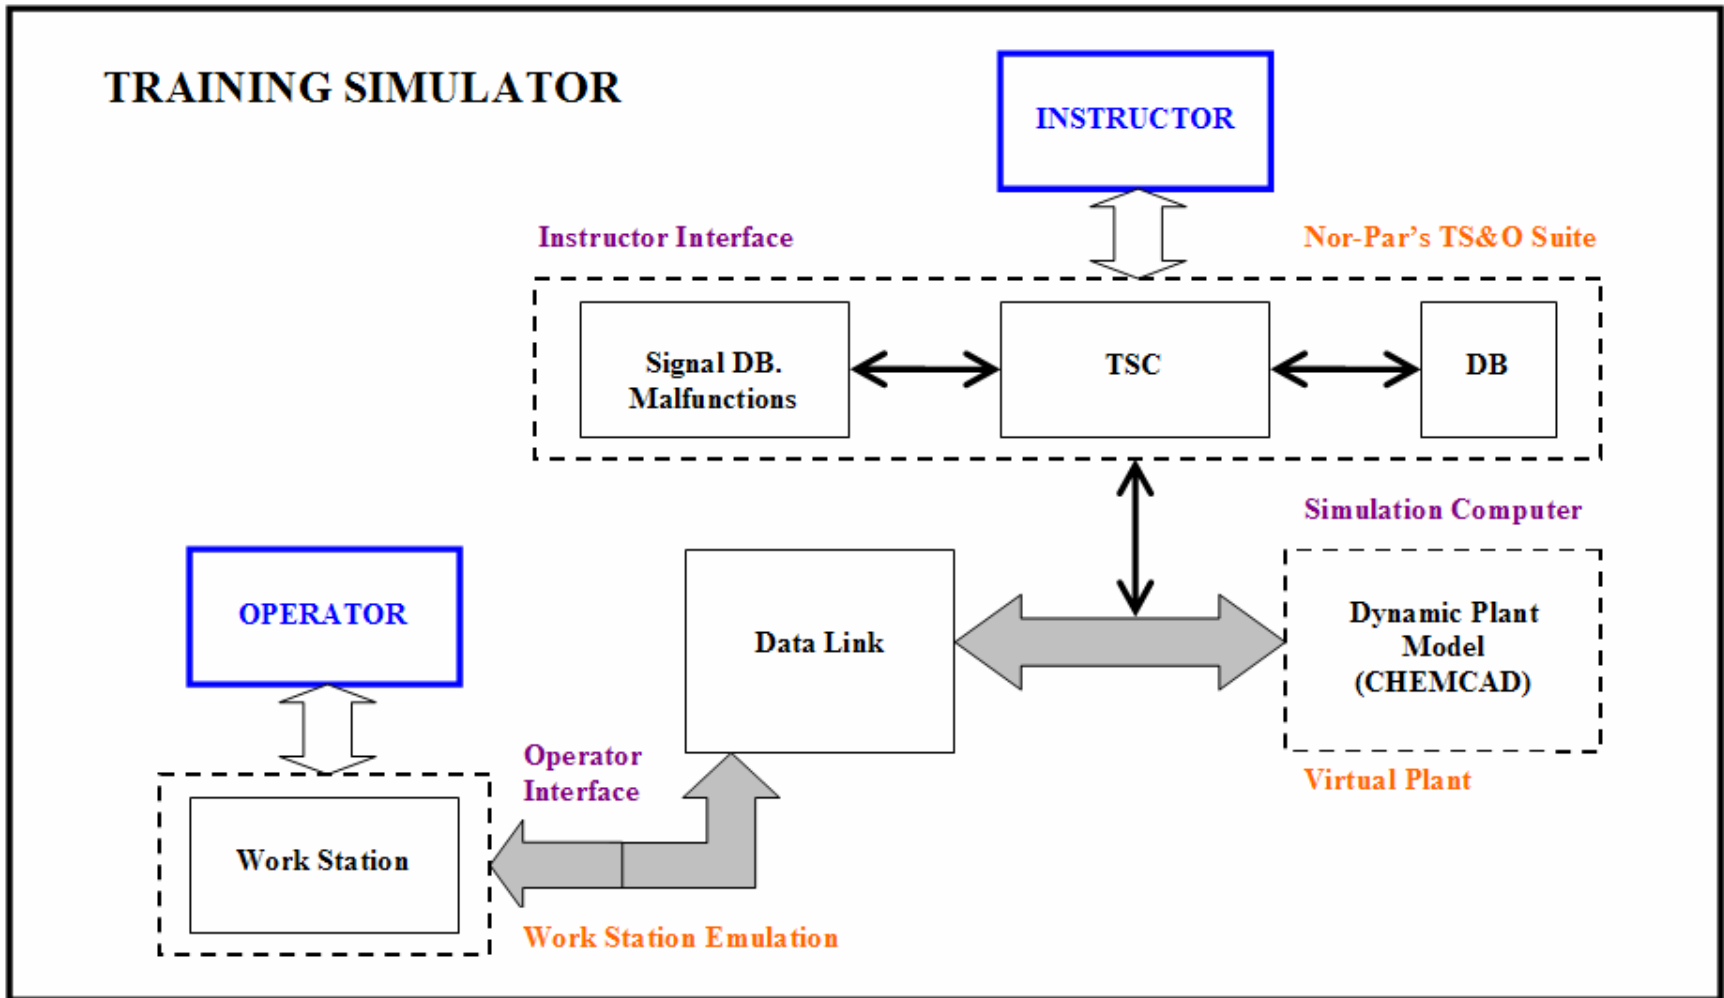 TRAINING SIMULATOR
INSTRUCTOR
Instructor Interface
Nor-Par's TS&O Suite
Signal DB.
Malfunctions
TSC
DB
Simulation Computer
OPERATOR
Data Link
Dynamic Plant
Model
(CHEMCAD)
Operator
Interface
Virtual Plant
Work Station
Work Station Emulation